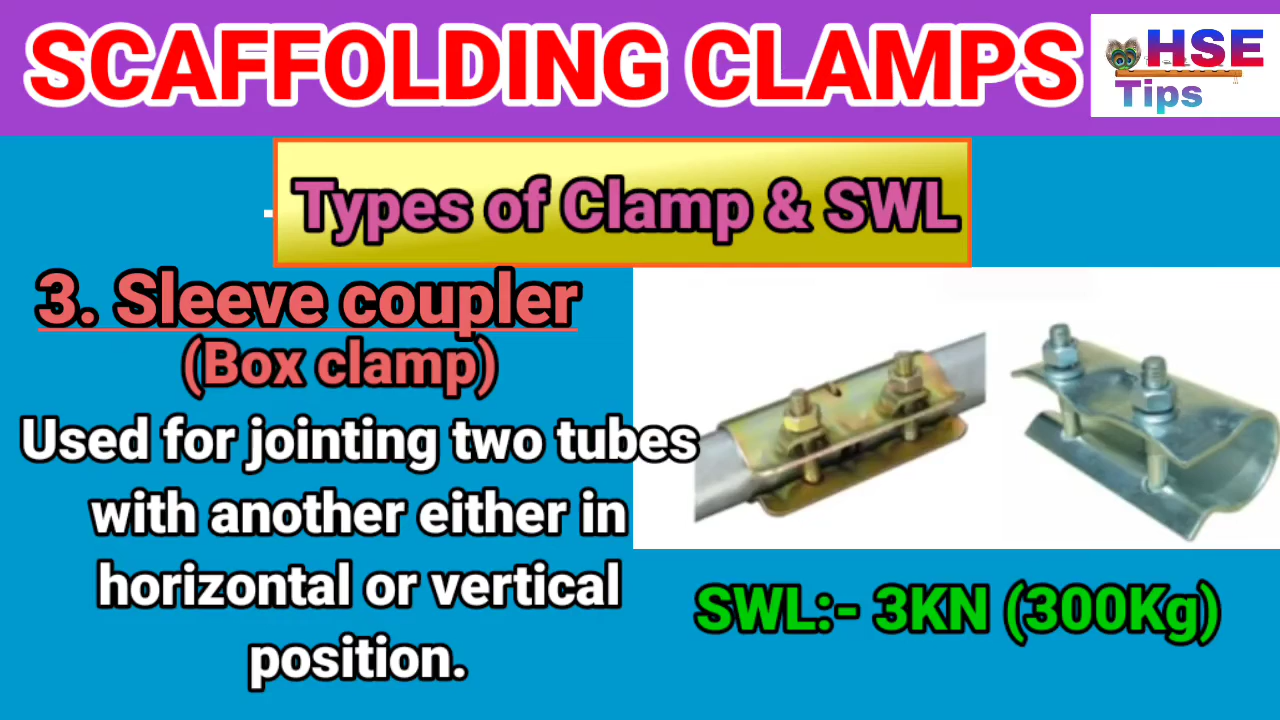 SCAFFOLDING CLAMPS
HSE
Tips
Types of Clamp & SWL
3. Sleeve coupler
(Box clamp)
Used for jointing two tubes
with another either in
horizontal or vertical
position.
SWL:- 3KN (300Kg)